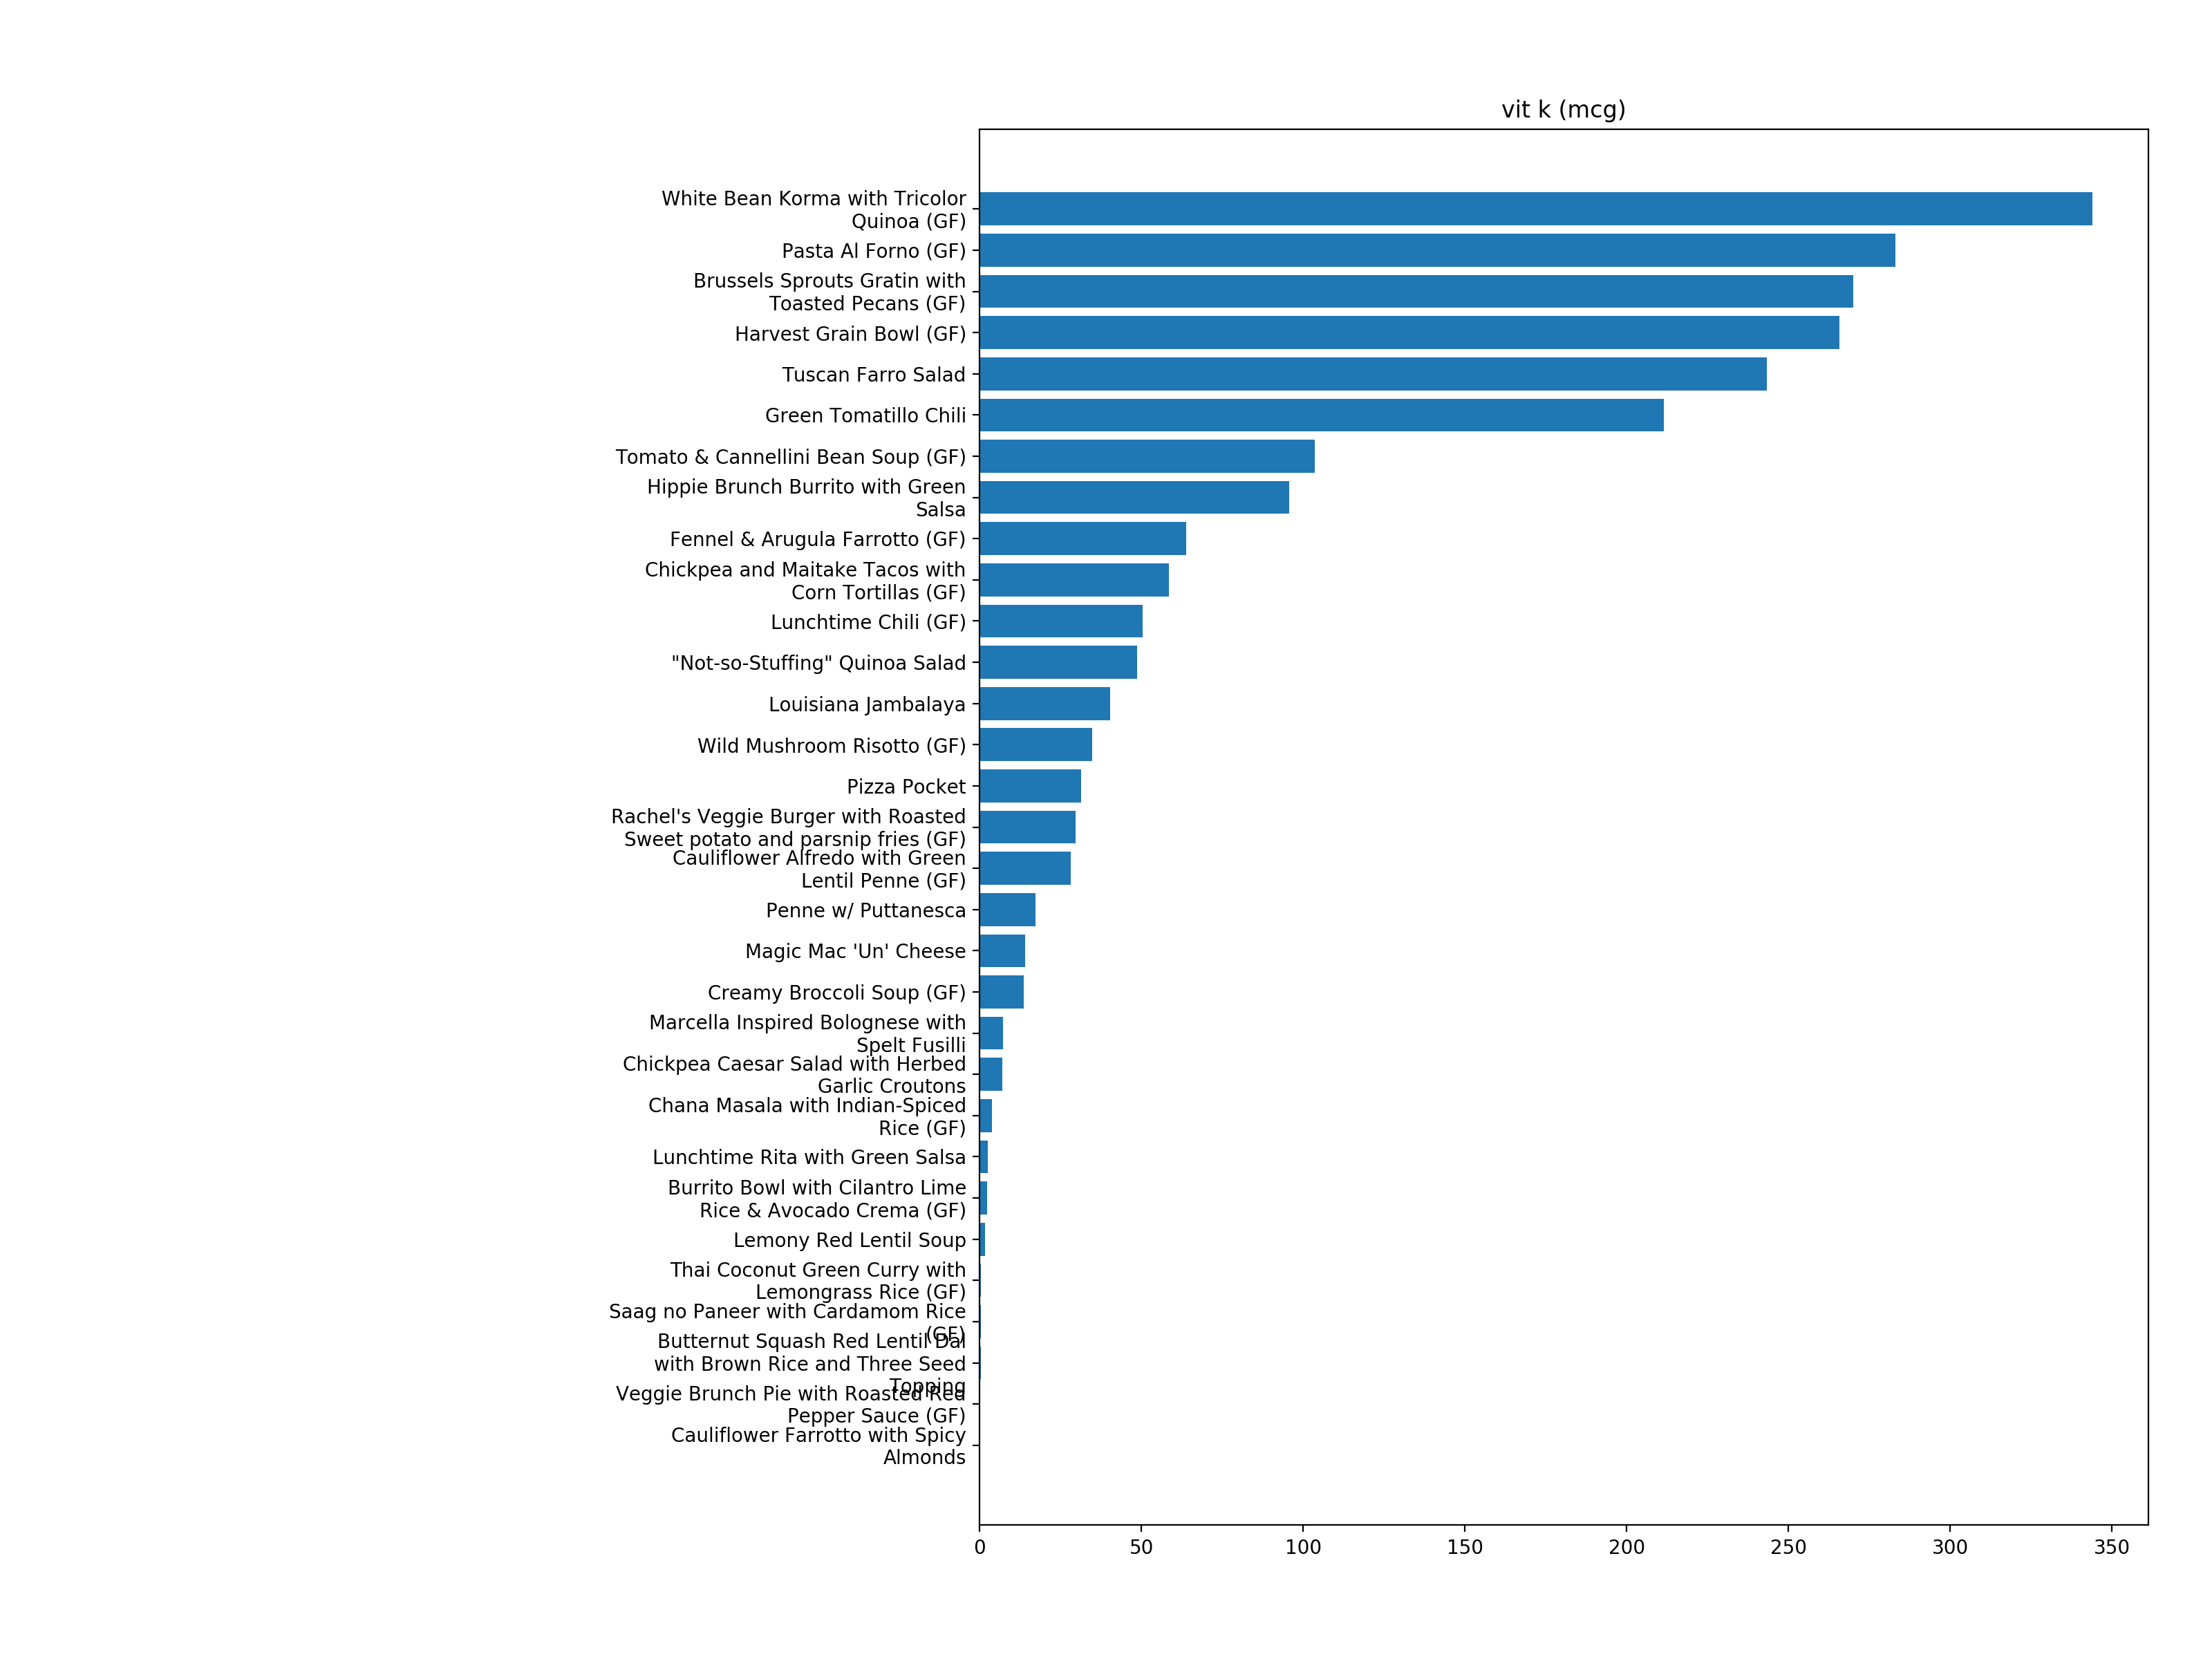 vit k (mcg)
White Bean Korma with Tricolor
Quinoa (GF)
Pasta Al Forno (GF)
Brussels Sprouts Gratin with
Toasted Pecans (GF)
Harvest Grain Bowl (GF)
Tuscan Farro Salad
Green Tomatillo Chili
Tomato & Cannellini Bean Soup (GF)
Hippie Brunch Burrito with Green
Salsa
Fennel & Arugula Farrotto (GF)
Chickpea and Maitake Tacos with
Corn Tortillas (GF)
Lunchtime Chili (GF)
"Not-so-Stuffing" Quinoa Salad
Louisiana Jambalaya
Wild Mushroom Risotto (GF)
Pizza Pocket
Rachel's Veggie Burger with Roasted
Sweet potato and parsnip fries (GF)
Cauliflower Alfredo with Green
Lentil Penne (GF)
Penne w/ Puttanesca
Magic Mac 'Un' Cheese
Creamy Broccoli Soup (GF)
Marcella Inspired Bolognese with
Spelt Fusilli
Chickpea Caesar Salad with Herbed
Garlic Croutons
Chana Masala with Indian-Spiced
Rice (GF)
Lunchtime Rita with Green Salsa
Burrito Bowl with Cilantro Lime
Rice & Avocado Crema (GF)
Lemony Red Lentil Soup
Thai Coconut Green Curry with
Lemongrass Rice (GF)
Saag no Paneer with Cardamom Rice
(GF)
Butternut Squash Red Lentil Dal
with Brown Rice and Three Seed
Topping
Veggie Brunch Pie with Roasted Red
Pepper Sauce (GF)
Cauliflower Farrotto with Spicy
Almonds
0 50 100 150 200 250 300 350